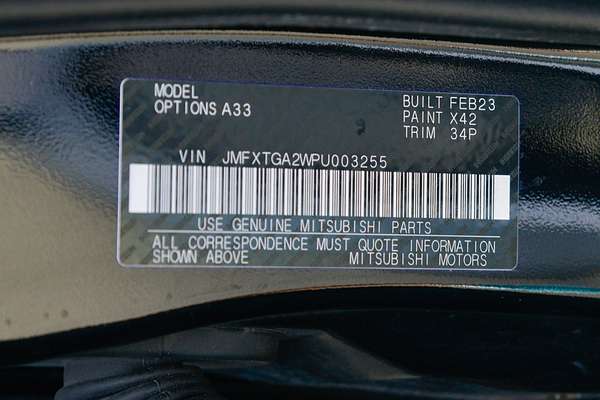 MODEL
OPTIONS A33
BUILT FEB23
PAINT X42
TRIM 34P
VIN JMFXTGA2WPU003255
USE GENUINE MITSUBISHI PARTS
ALL CORRESPONDENCE MUST QUOTE INFORMATION
SHOWN ABOVE MITSUBISHI MOTORS